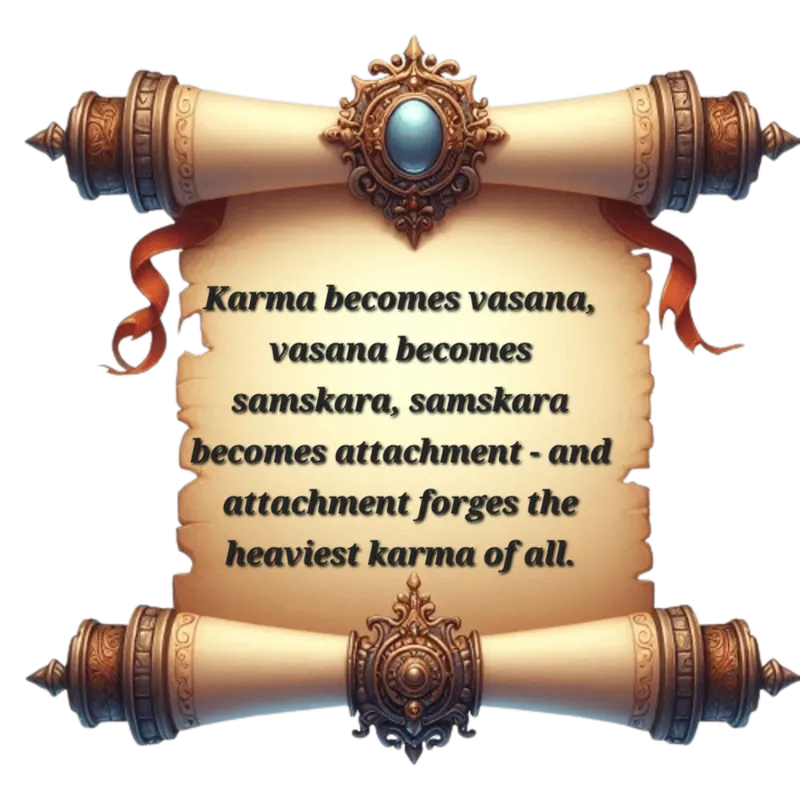 Karma becomes vasana,
vasana becomes
samskara, samskara
becomes attachment - and
attachment forges the
heaviest karma of all.